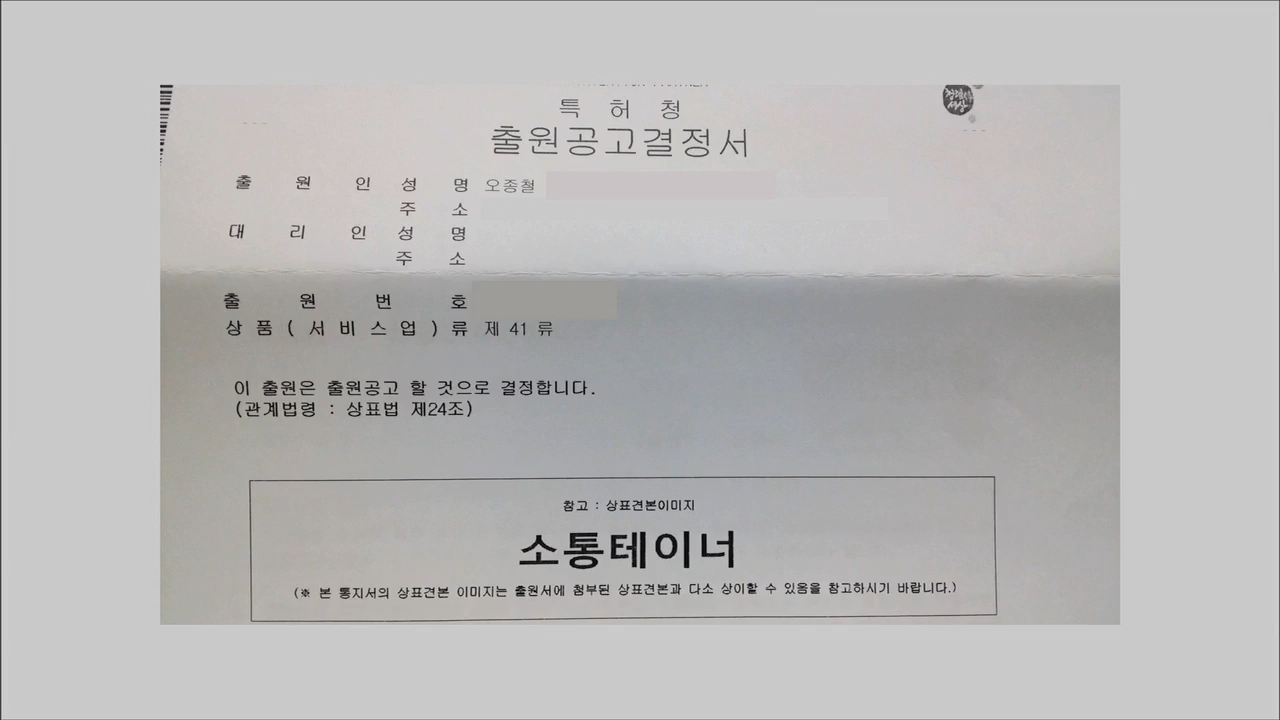 특 허 청
출원공고결정서
출 원 인 성 명 오종철
주 소
대 리 인 성 명
주 소
출 원 번 호
상 품 ( 서 비 스 업 ) 류 제 41 류
이 출원은 출원공고 할 것으로 결정합니다.
(관계법령 : 상표법 제24조)
참고 : 상표견본이미지
소통테이너
(※ 본 통지서의 상표견본 이미지는 출원서에 첨부된 상표견본과 다소 상이할 수 있음을 참고하시기 바랍니다.)